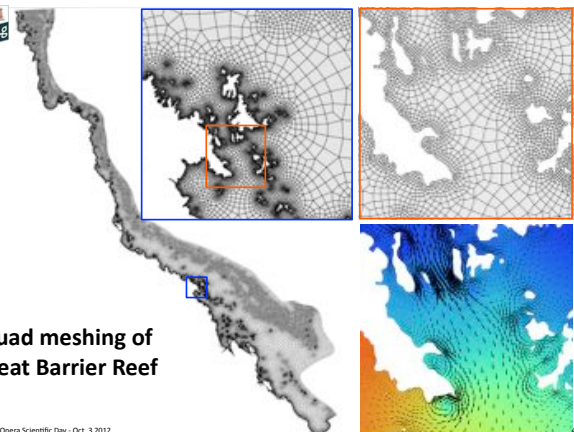 uad meshing of
eat Barrier Reef
Opera Scientific Day - Oct. 3 2012